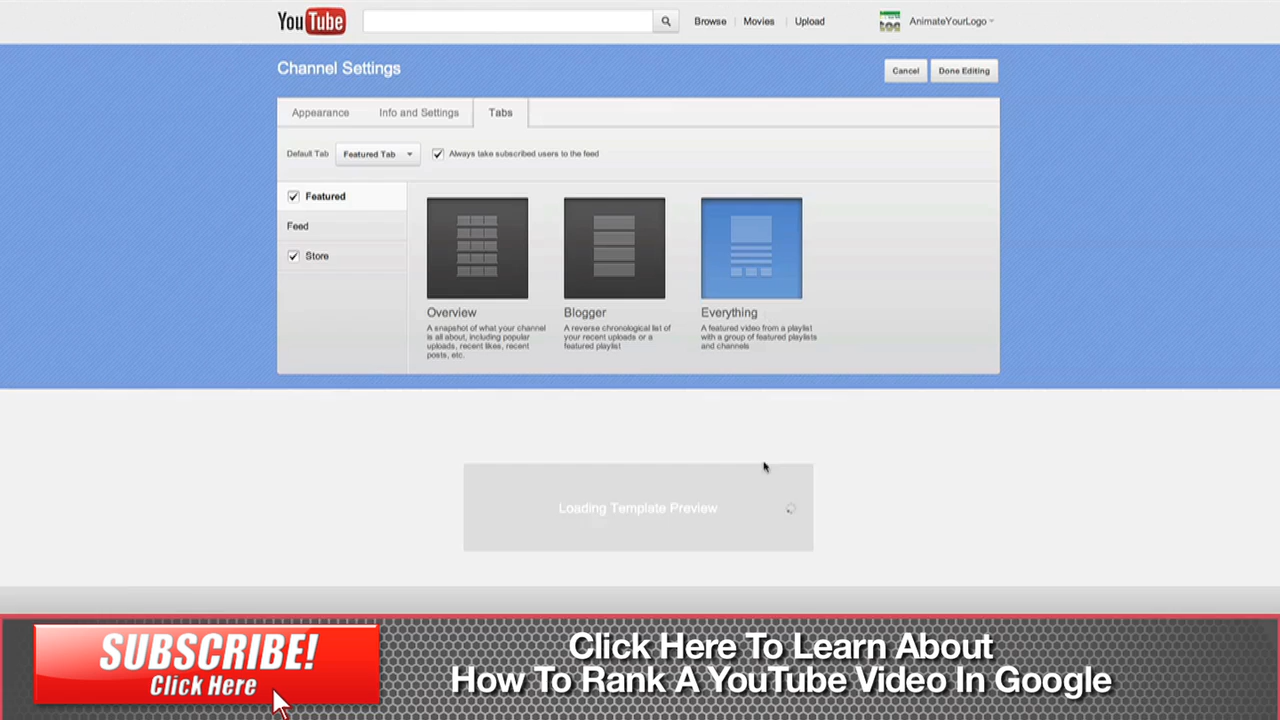 YouTube
Browse
Movies
Upload
AnimateYourLogo
Channel Settings
Cancel
Done Editing
Appearance
Info and Settings
Tabs
Default Tab
Featured Tab
Always take subscribed users to the feed
Featured
Feed
Store
Overview
A snapshot of what your channel
is all about, including popular
uploads, recent likes, recent
posts, etc.
Blogger
A reverse chronological list of
your recent uploads or a
featured playlist
Everything
A featured video from a playlist
with a group of featured playlists
and channels
Loading Template Preview
SUBSCRIBE!
Click Here
Click Here To Learn About
How To Rank A YouTube Video In Google